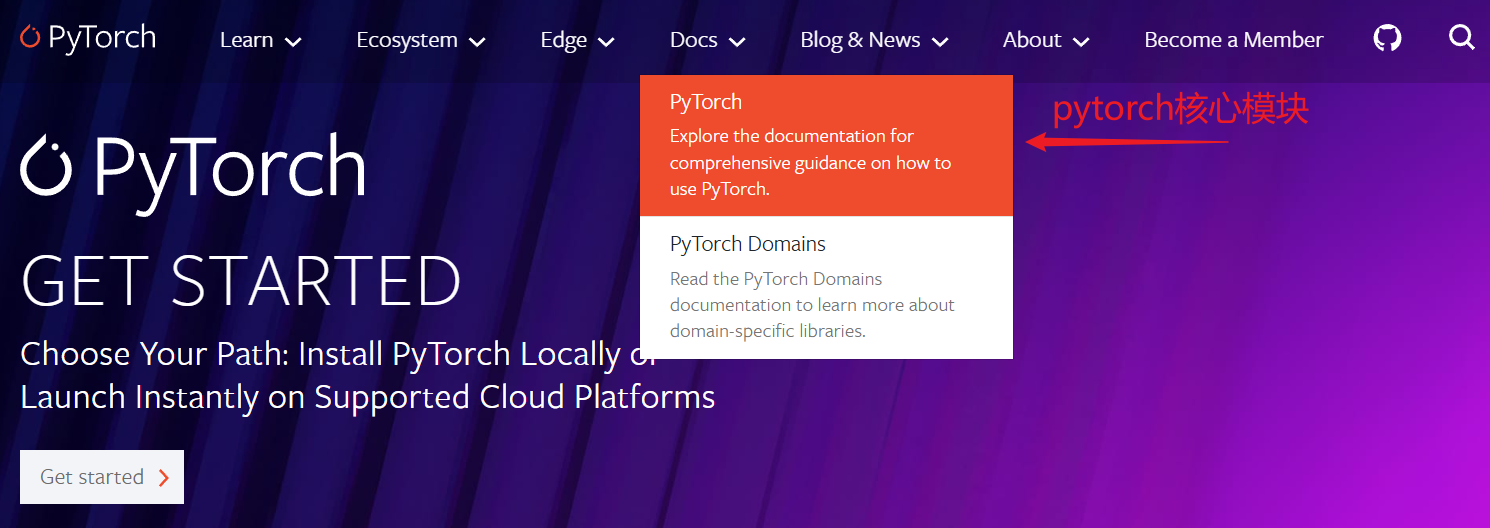 PyTorch Learn Ecosystem Edge Docs Blog & News About Become a Member
PyTorch
Explore the documentation for
comprehensive guidance on how to
use PyTorch.
pytorch核心模块
PyTorch Domains
Read the PyTorch Domains
documentation to learn more about
domain-specific libraries.
PyTorch
GET STARTED
Choose Your Path: Install PyTorch Locally or
Launch Instantly on Supported Cloud Platforms
Get started